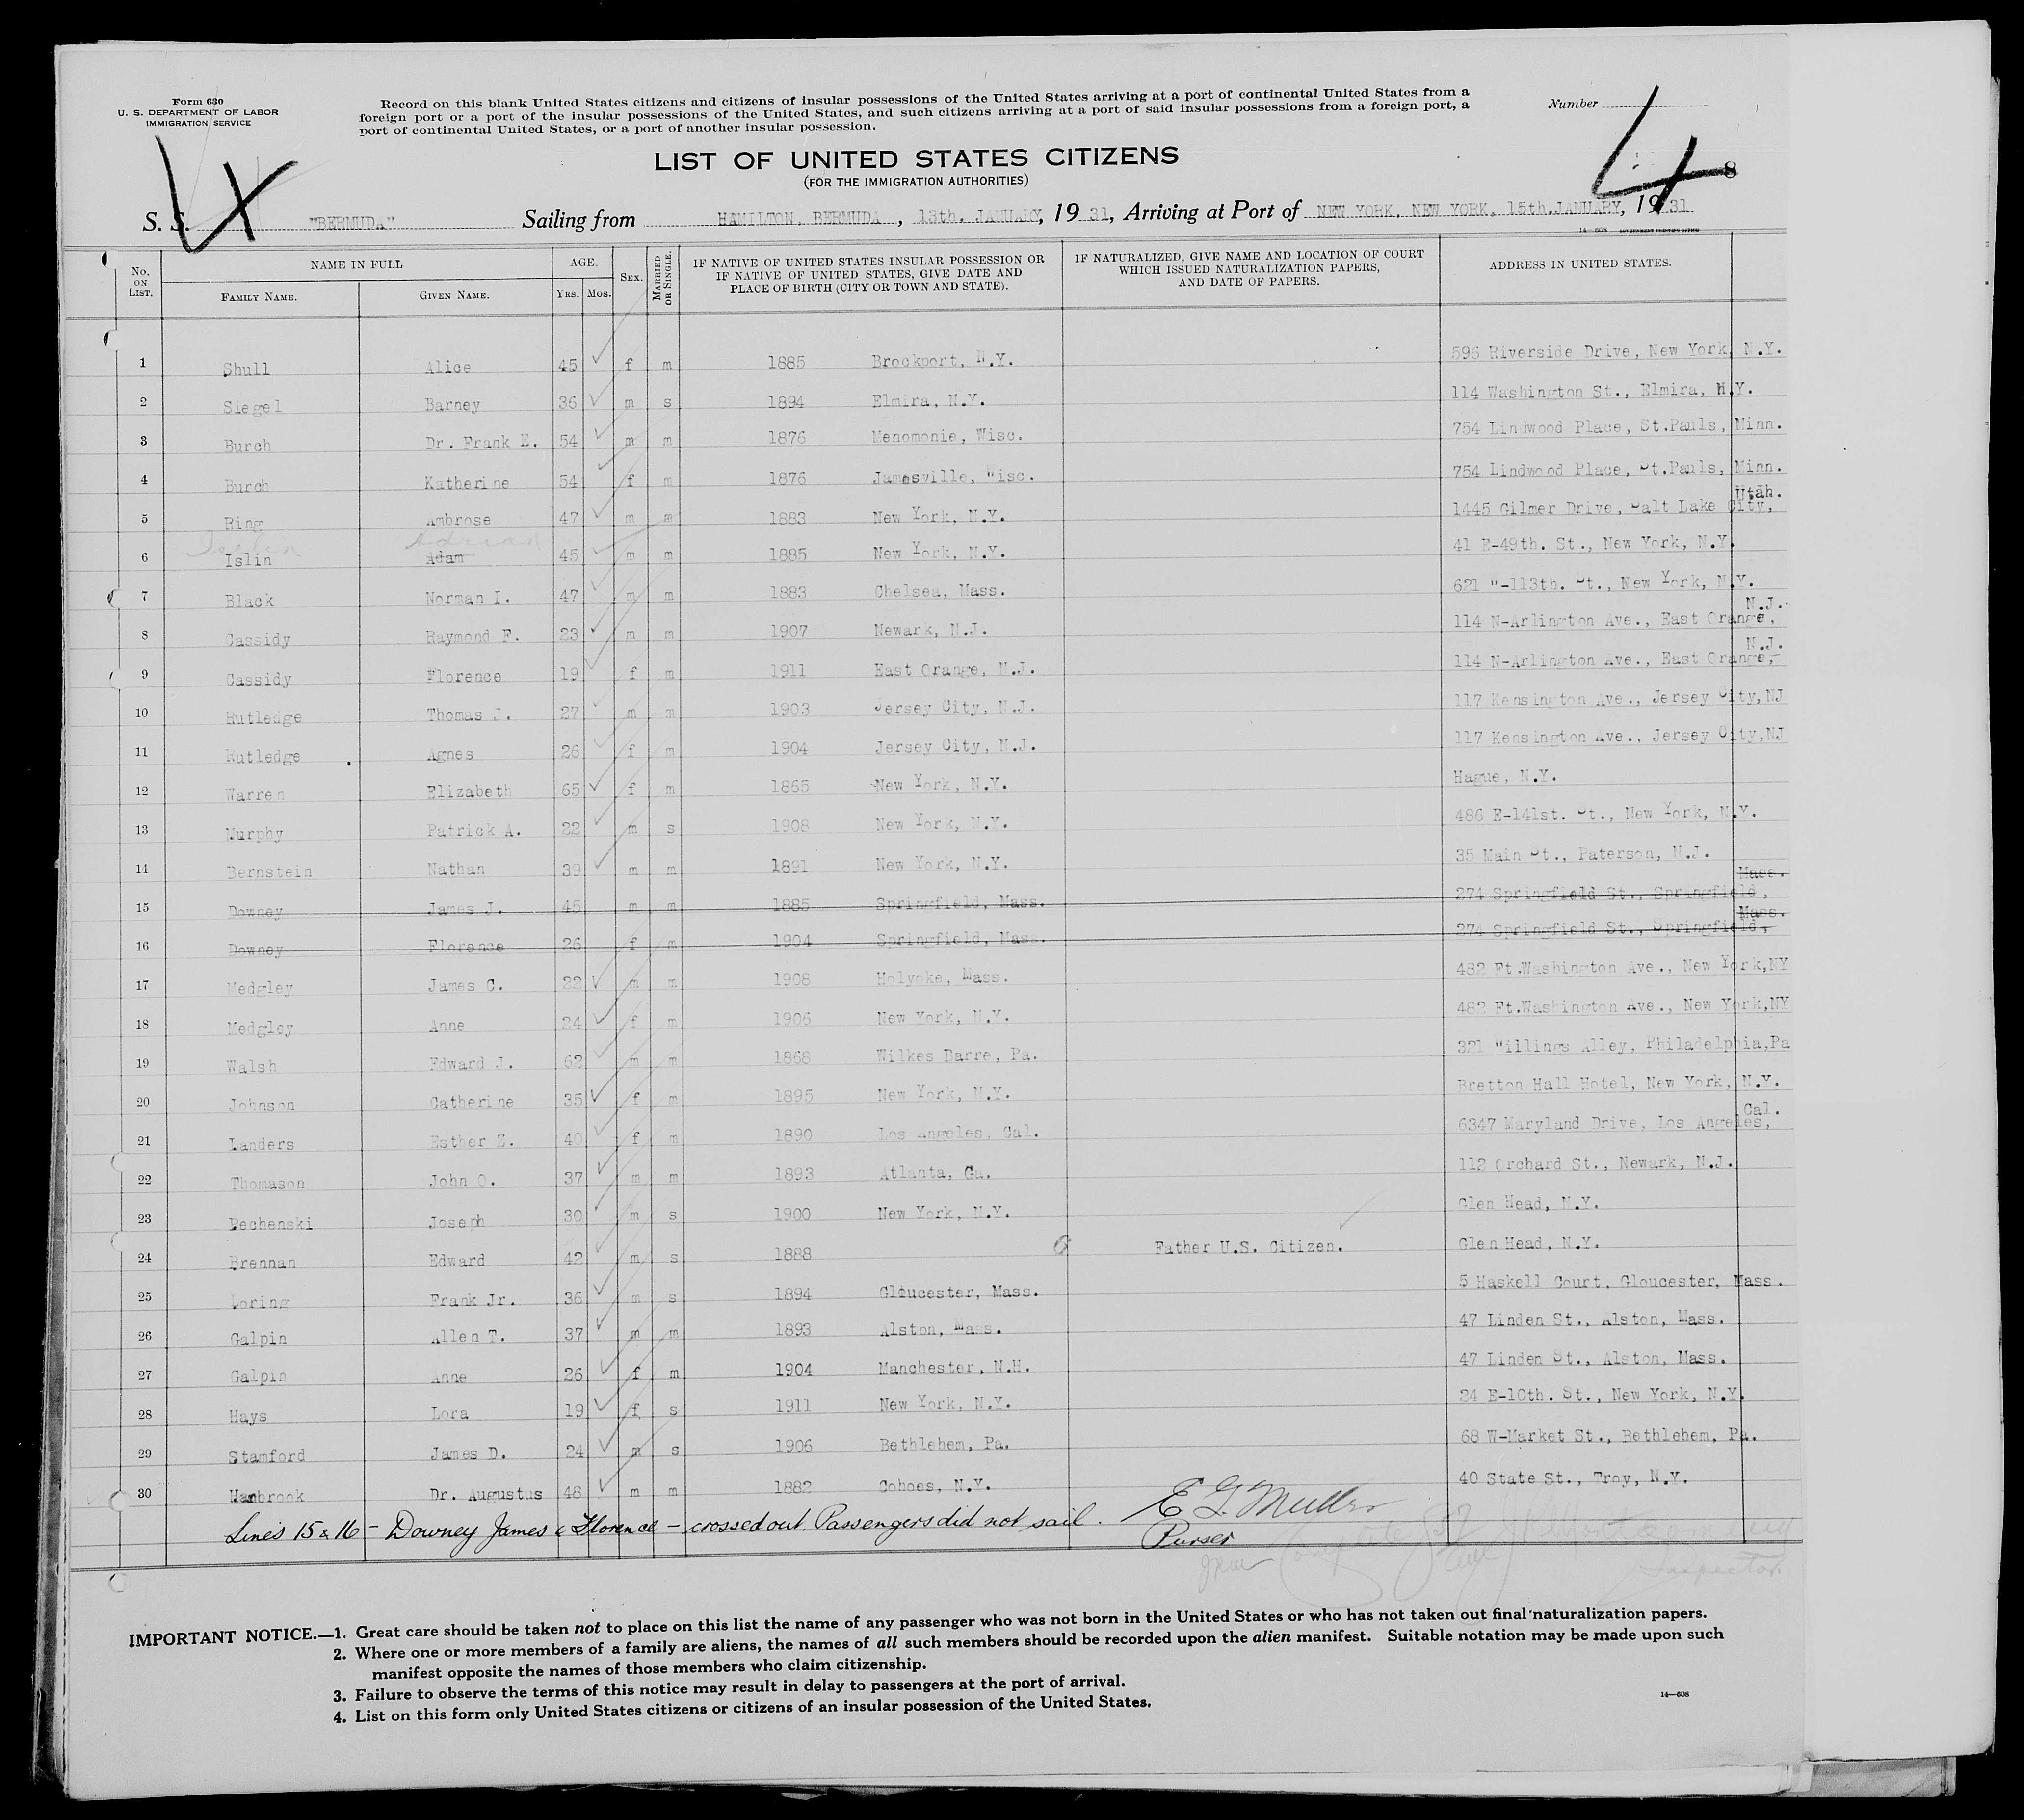 Form 630
U. S. DEPARTMENT OF LABOR
IMMIGRATION SERVICE
Record on this blank United States citizens and citizens of insular possessions of the United States arriving at a port of continental United States from a
foreign port or a port of the insular possessions of the United States, and such citizens arriving at a port of said insular possessions from a foreign port, a
port of continental United States, or a port of another insular possession.
Number
4 4
8
LIST OF UNITED STATES CITIZENS
(FOR THE IMMIGRATION AUTHORITIES)
S. S. "BERMUDA" Sailing from HAMILTON, BERMUDA, 13th. JANUARY, 19 31, Arriving at Port of NEW YORK, NEW YORK, 15th.JANUARY, 19 31
14—608 GOVERNMENT PRINTING OFFICE
No. ON LIST. NAME IN FULL FAMILY NAME. GIVEN NAME. AGE. YRS. MOS. SEX. MARRIED OR SINGLE. IF NATIVE OF UNITED STATES INSULAR POSSESSION OR IF NATIVE OF UNITED STATES, GIVE DATE AND PLACE OF BIRTH (CITY OR TOWN AND STATE). IF NATURALIZED, GIVE NAME AND LOCATION OF COURT WHICH ISSUED NATURALIZATION PAPERS, AND DATE OF PAPERS. ADDRESS IN UNITED STATES.
1 Shull Alice 45 f m 1885 Brockport, N.Y. 596 Riverside Drive, New York, N.Y.
2 Siegel Barney 36 m s 1894 Elmira, N.Y. 114 Washington St., Elmira, N.Y.
3 Burch Dr. Frank E. 54 m m 1876 Menomonie, Wisc. 754 Lindwood Place, St.Pauls, Minn.
4 Burch Katherine 54 f m 1876 Janesville, Wisc. 754 Lindwood Place, St.Pauls, Minn.
5 Ring Ambrose 47 m m 1883 New York, N.Y. 1445 Gilmer Drive, Salt Lake City, Utah.
Adrian
6 Islin Adam 45 m m 1885 New York, N.Y. 41 E-49th. St., New York, N.Y.
7 Black Norman I. 47 m m 1883 Chelsea, Mass. 621 W-113th. St., New York, N.Y.
8 Cassidy Raymond F. 23 m m 1907 Newark, N.J. 114 N-Arlington Ave., East Orange, N.J.
9 Cassidy Florence 19 f m 1911 East Orange, N.J. 114 N-Arlington Ave., East Orange, N.J.
10 Rutledge Thomas J. 27 m m 1903 Jersey City, N.J. 117 Kensington Ave., Jersey City,NJ
11 Rutledge Agnes 26 f m 1904 Jersey City, N.J. 117 Kensington Ave., Jersey City,NJ
12 Warren Elizabeth 65 f m 1865 New York, N.Y. Hague, N.Y.
13 Murphy Patrick A. 22 m s 1908 New York, N.Y. 486 E-141st. St., New York, N.Y.
14 Bernstein Nathan 39 m m 1891 New York, N.Y. 35 Main St., Paterson, N.J.
15 Downey James J. 45 m m 1885 Springfield, Mass. 274 Springfield St., Springfield, Mass.
16 Downey Florence 26 f m 1904 Springfield, Mass. 274 Springfield St., Springfield, Mass.
17 Medgley James C. 22 m m 1908 Holyoke, Mass. 482 Ft.Washington Ave., New York,NY
18 Medgley Anne 24 f m 1906 New York, N.Y. 482 Ft.Washington Ave., New York,NY
19 Walsh Edward J. 62 m m 1868 Wilkes Barre, Pa. 321 Willings Alley, Philadelphia,Pa
20 Johnson Catherine 35 f m 1895 New York, N.Y. Bretton Hall Hotel, New York, N.Y.
21 Landers Esther Z. 40 f m 1890 Los Angeles, Cal. 6347 Maryland Drive, Los Angeles, Cal.
22 Thomason John O. 37 m m 1893 Atlanta, Ga. 112 Orchard St., Newark, N.J.
23 Pechenski Joseph 30 m s 1900 New York, N.Y. Glen Head, N.Y.
24 Brennan Edward 42 m s 1888 Father U.S. Citizen. Glen Head, N.Y.
25 Loring Frank Jr. 36 m s 1894 Gloucester, Mass. 5 Haskell Court, Gloucester, Mass.
26 Galpin Allen T. 37 m m 1893 Alston, Mass. 47 Linden St., Alston, Mass.
27 Galpin Anne 26 f m 1904 Manchester, N.H. 47 Linden St., Alston, Mass.
28 Hays Lora 19 f s 1911 New York, N.Y. 24 E-10th. St., New York, N.Y.
29 Stamford James D. 24 m s 1906 Bethlehem, Pa. 68 W-Market St., Bethlehem, Pa.
30 Hambrook Dr. Augustus 48 m m 1882 Cohoes, N.Y. 40 State St., Troy, N.Y.
Lines 15 & 16 - Downey James & Florence - crossed out. Passengers did not sail. E G Muller
Purser
Inspector
IMPORTANT NOTICE.—1. Great care should be taken not to place on this list the name of any passenger who was not born in the United States or who has not taken out final naturalization papers.
2. Where one or more members of a family are aliens, the names of all such members should be recorded upon the alien manifest. Suitable notation may be made upon such
manifest opposite the names of those members who claim citizenship.
3. Failure to observe the terms of this notice may result in delay to passengers at the port of arrival.
4. List on this form only United States citizens or citizens of an insular possession of the United States.
14—608